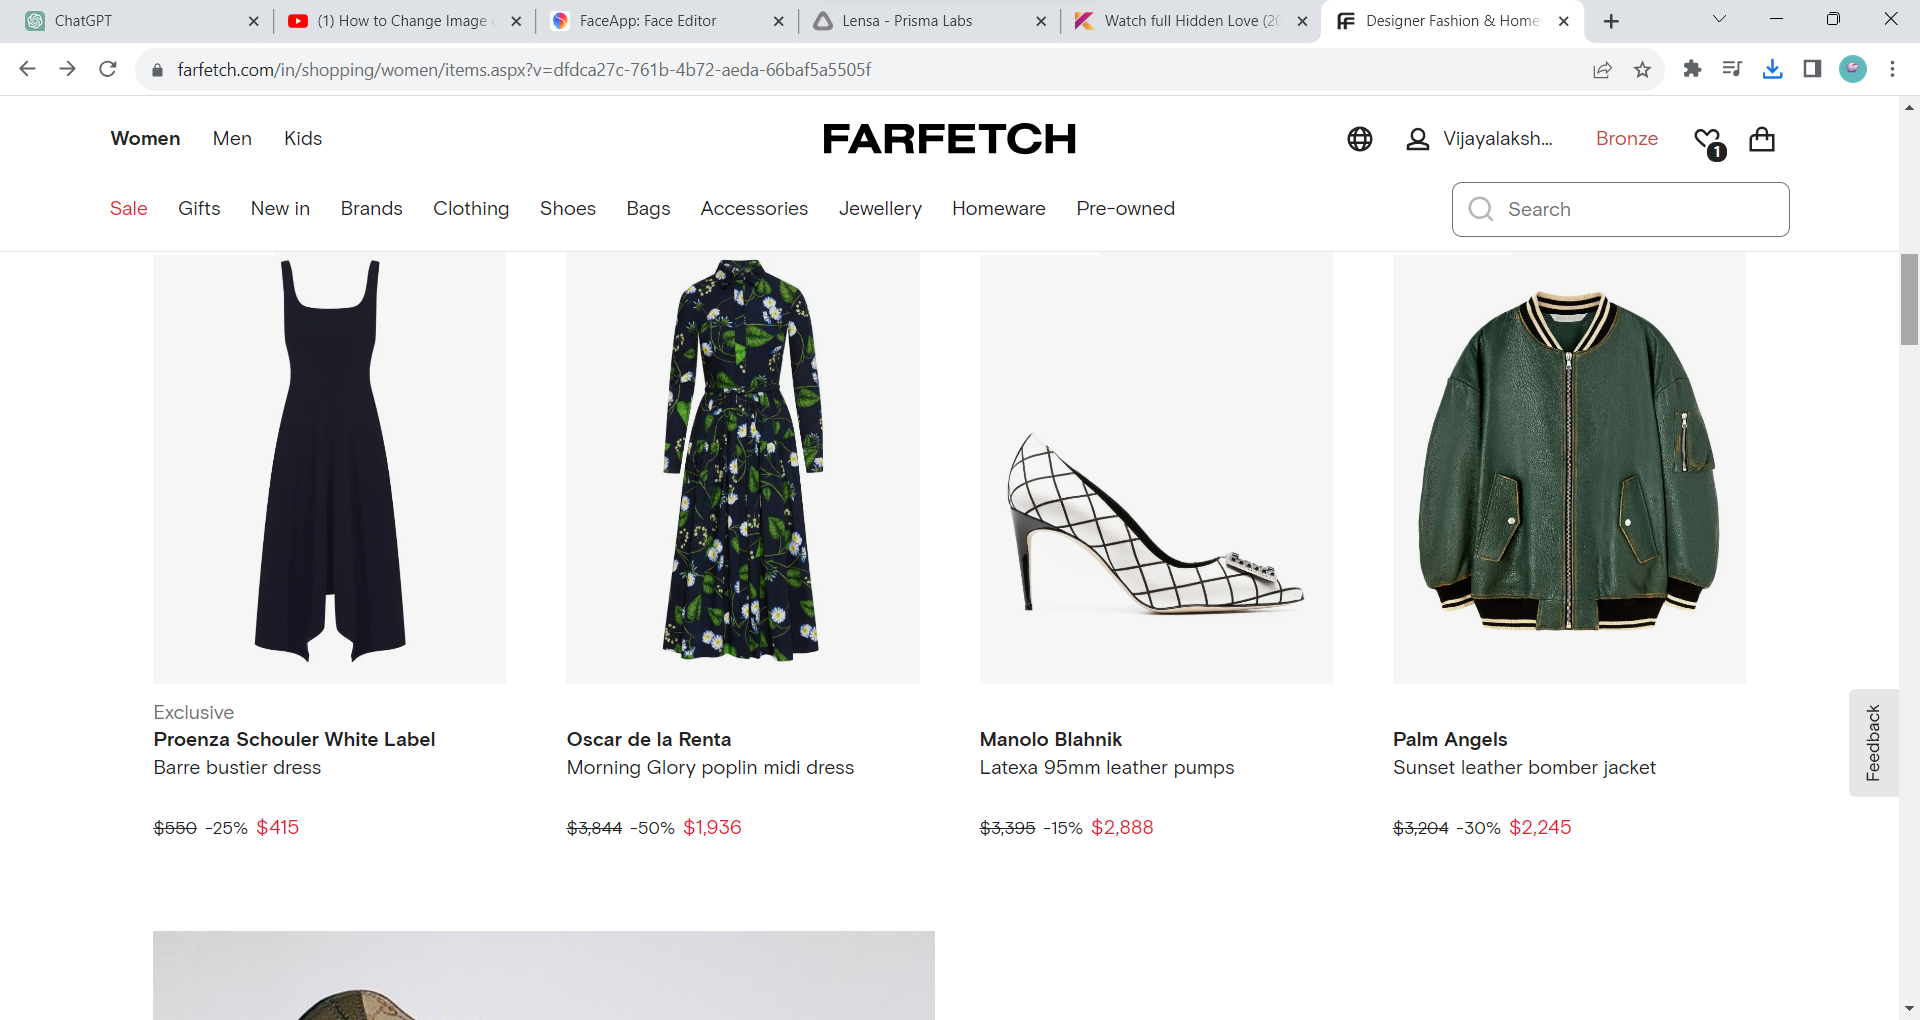 ChatGPT
(1) How to Change Image
FaceApp: Face Editor
Lensa - Prisma Labs
Watch full Hidden Love (20
Designer Fashion & Home
farfetch.com/in/shopping/women/items.aspx?v=dfdca27c-761b-4b72-aeda-66baf5a5505f
Women Men Kids
FARFETCH
Vijayalaksh... Bronze 1
Sale Gifts New in Brands Clothing Shoes Bags Accessories Jewellery Homeware Pre-owned
Search
Exclusive
Proenza Schouler White Label
Barre bustier dress
$550 -25% $415
Oscar de la Renta
Morning Glory poplin midi dress
$3,844 -50% $1,936
Manolo Blahnik
Latexa 95mm leather pumps
$3,395 -15% $2,888
Palm Angels
Sunset leather bomber jacket
$3,204 -30% $2,245
Feedback